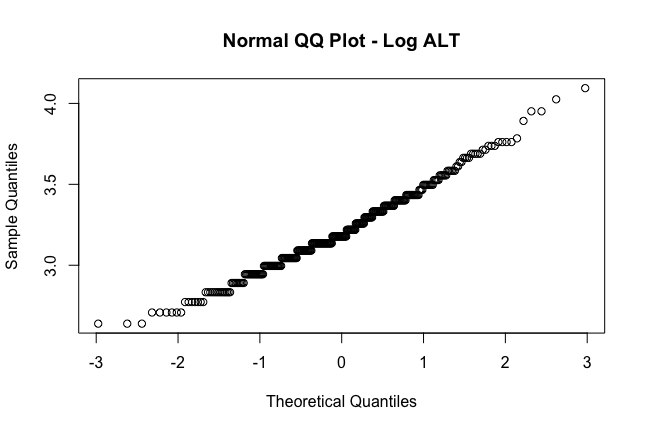 Normal QQ Plot - Log ALT
Sample Quantiles
4.0
3.5
3.0
-3 -2 -1 0 1 2 3
Theoretical Quantiles